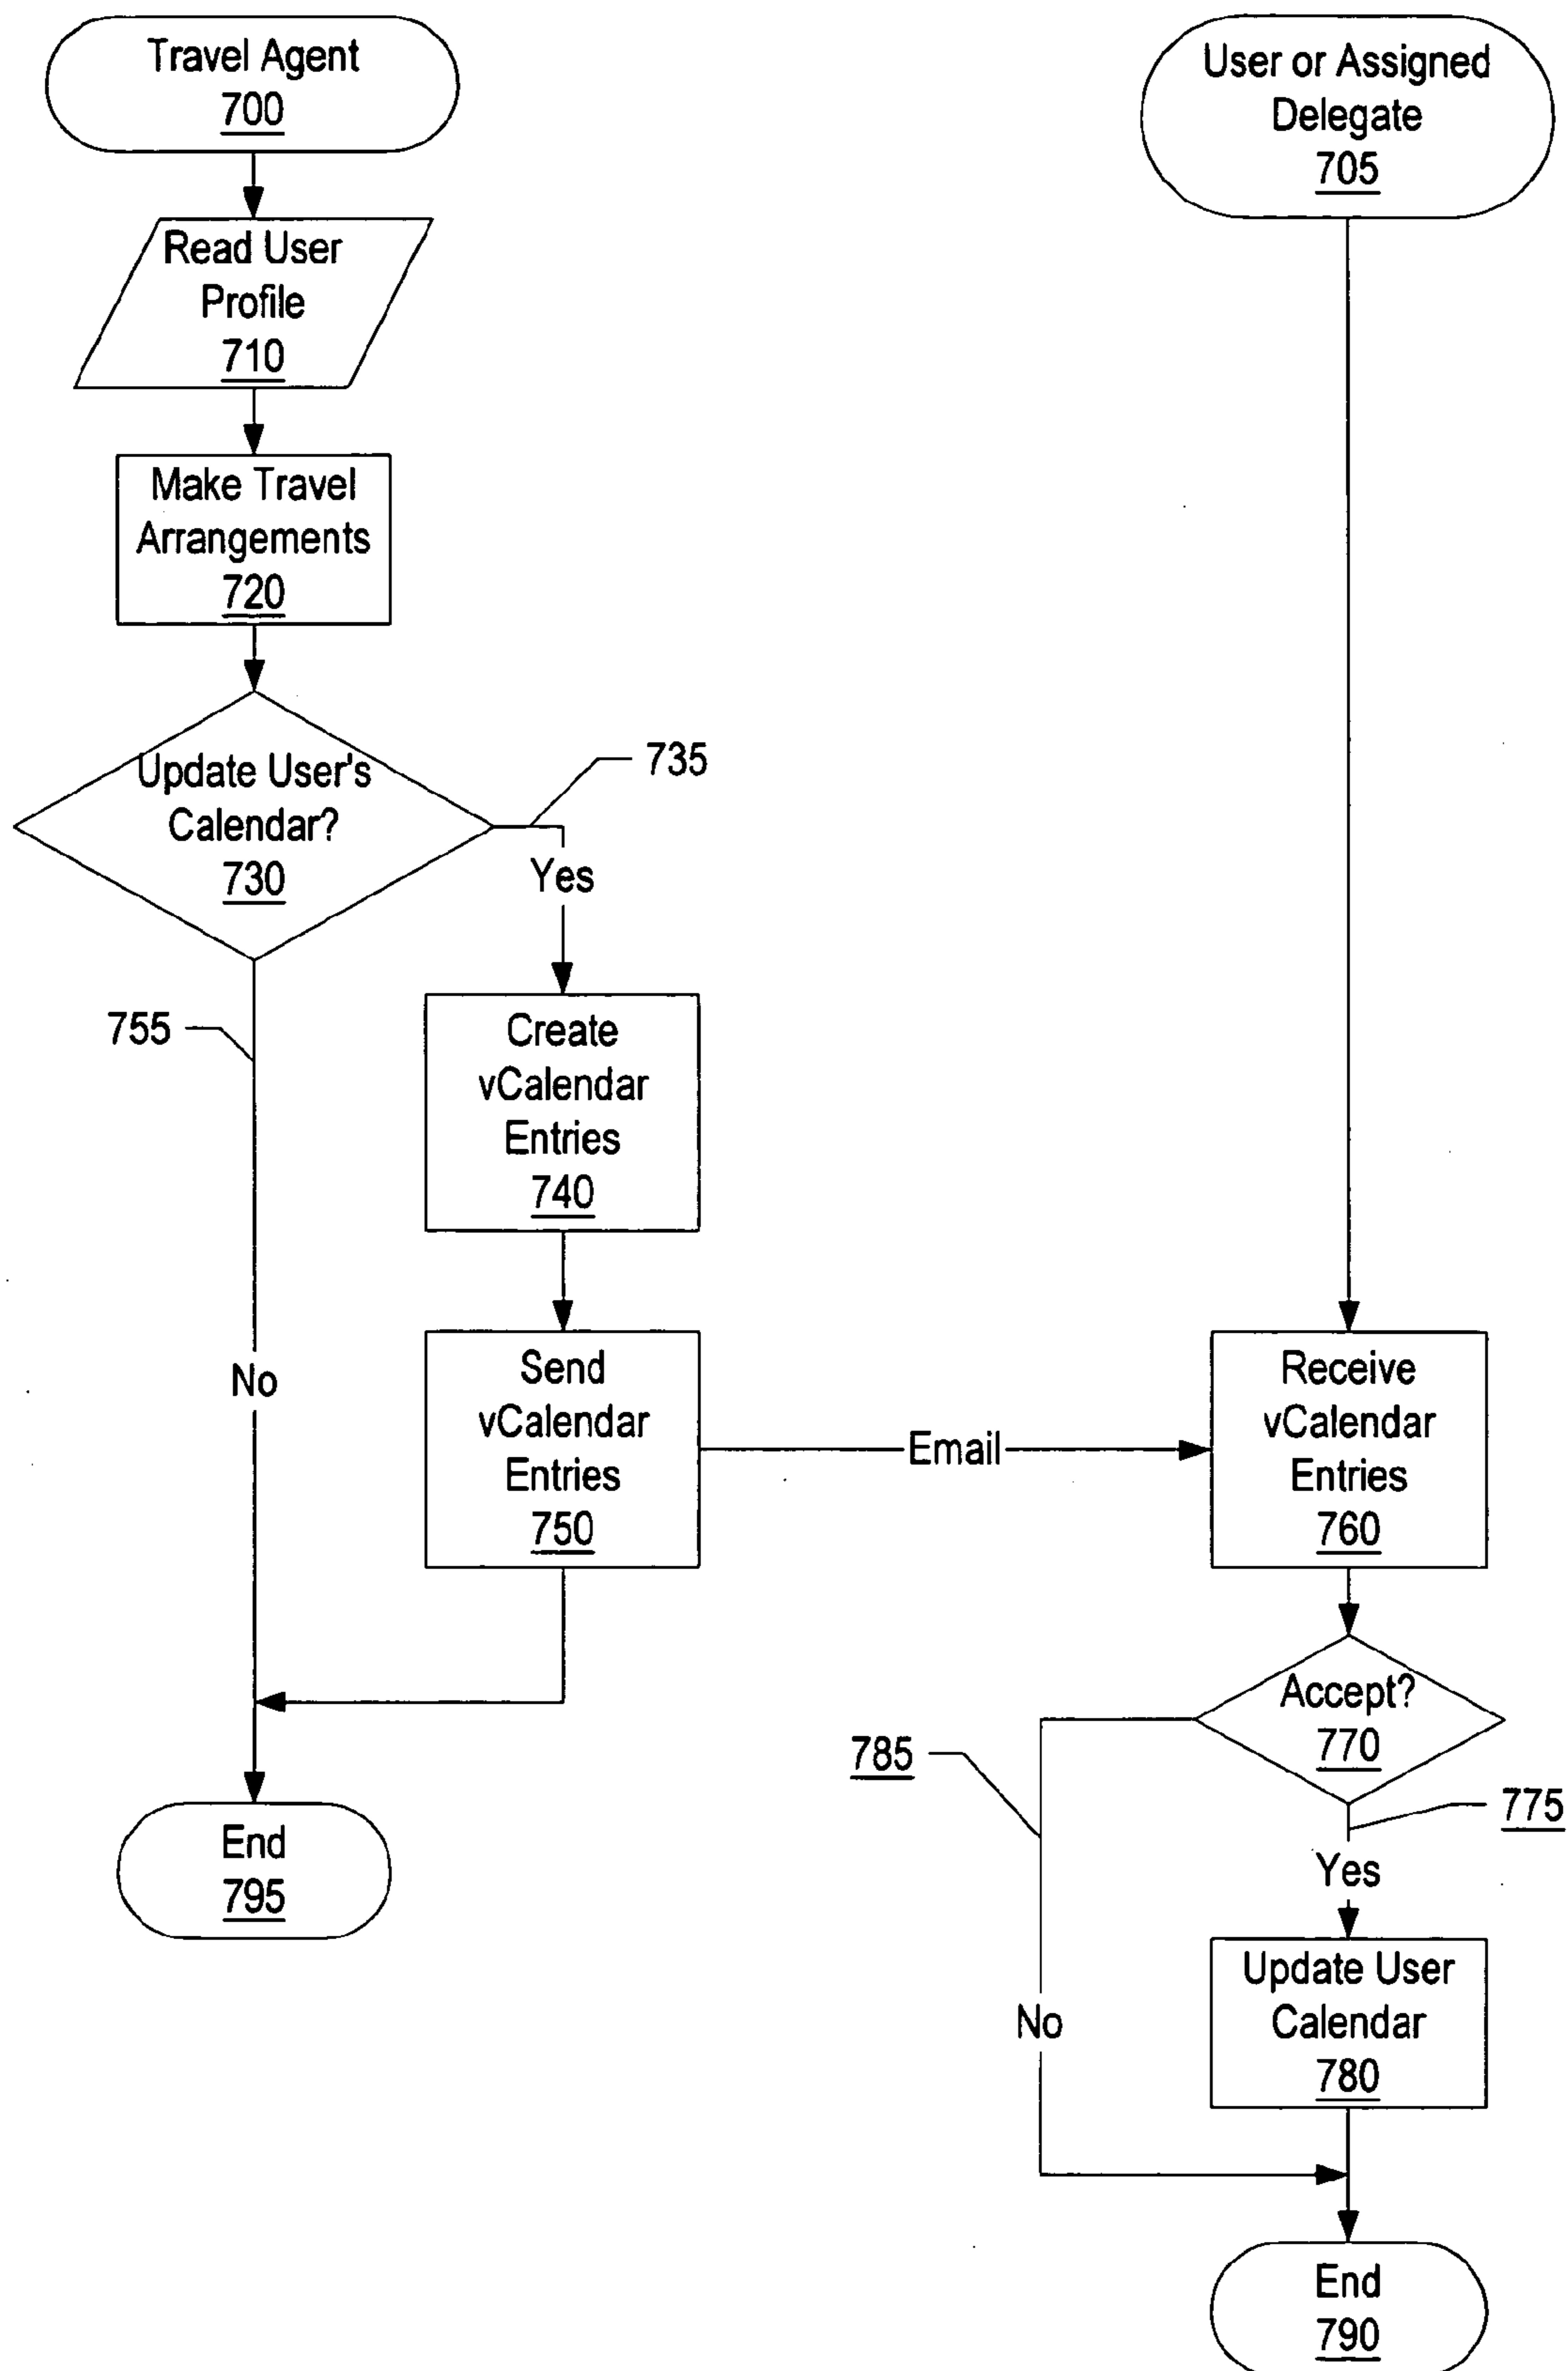 Travel Agent
700
User or Assigned
Delegate
705
Read User
Profile
710
Make Travel
Arrangements
720
Update User's
Calendar?
730
735
Yes
755
Create
vCalendar
Entries
740
No
Send
vCalendar
Entries
750
Email
Receive
vCalendar
Entries
760
Accept?
770
785
775
Yes
End
795
Update User
Calendar
780
No
End
790